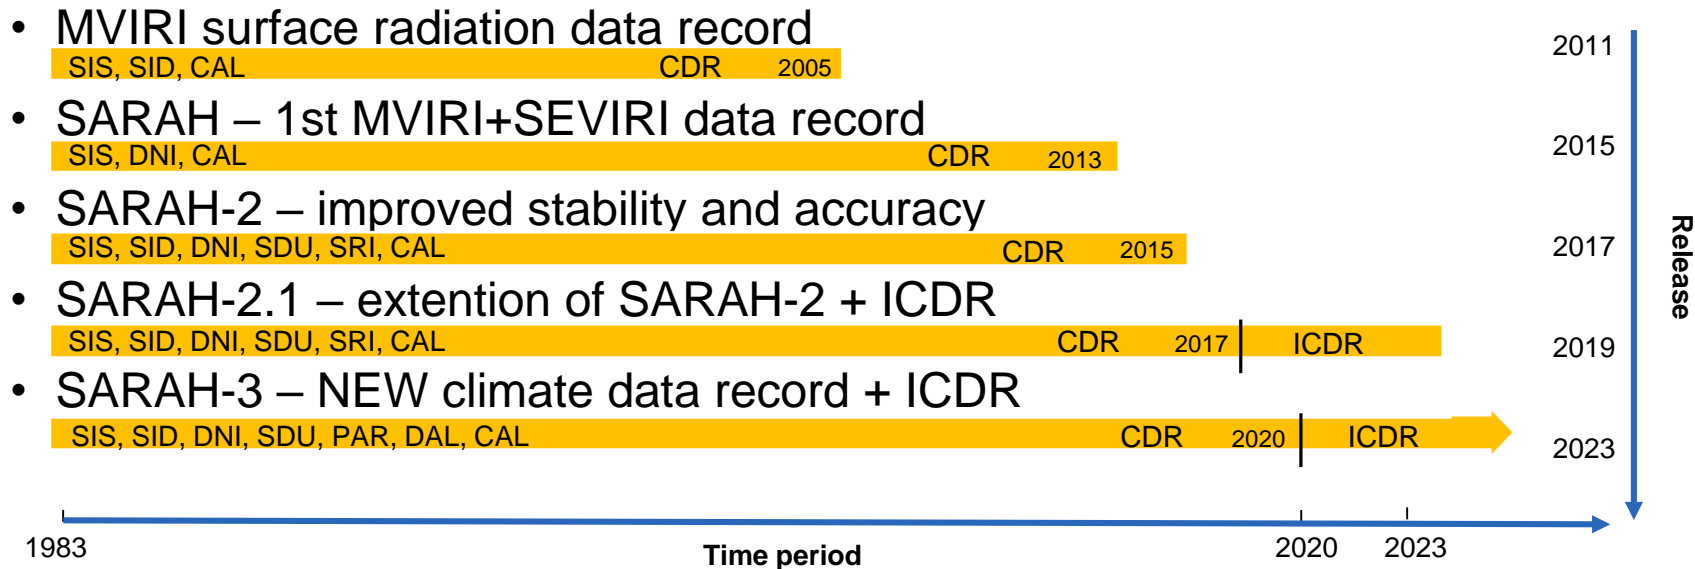 • MVIRI surface radiation data record
2011
SIS, SID, CAL CDR 2005
• SARAH – 1st MVIRI+SEVIRI data record
2015
SIS, DNI, CAL CDR 2013
• SARAH-2 – improved stability and accuracy
2017
SIS, SID, DNI, SDU, SRI, CAL CDR 2015
• SARAH-2.1 – extention of SARAH-2 + ICDR
SIS, SID, DNI, SDU, SRI, CAL CDR 2017 ICDR
2019
• SARAH-3 – NEW climate data record + ICDR
SIS, SID, DNI, SDU, PAR, DAL, CAL CDR 2020 ICDR
2023
Release
1983 2020 2023
Time period